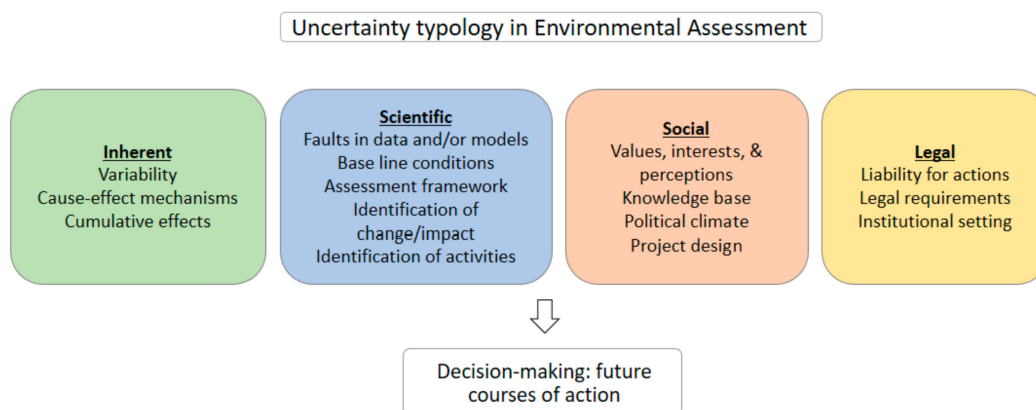 Uncertainty typology in Environmental Assessment
Inherent
Variability
Cause-effect mechanisms
Cumulative effects
Scientific
Faults in data and/or models
Base line conditions
Assessment framework
Identification of
change/impact
Identification of activities
Social
Values, interests, &
perceptions
Knowledge base
Political climate
Project design
Legal
Liability for actions
Legal requirements
Institutional setting
Decision-making: future
courses of action